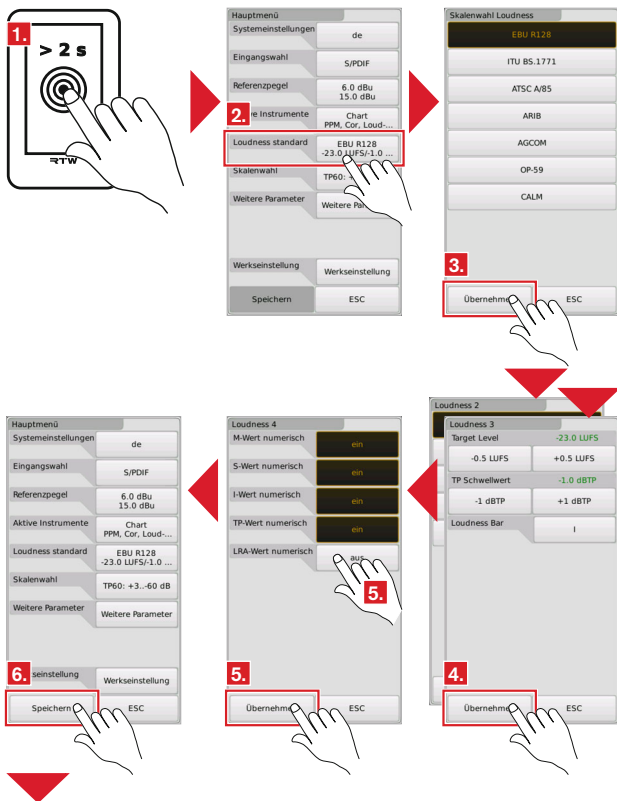 1.
> 2 s
RTW
Hauptmenü
Systemeinstellungen
de
Eingangswahl
S/PDIF
Referenzpegel
6.0 dBu
15.0 dBu
2.
Instrumente
Chart
PPM, Cor, Loud-...
Loudness standard
EBU R128
-23.0 LUFS/-1.0 ...
Skalenwahl
TP60:
Weitere Parameter
Weitere
Werkseinstellung
Werkseinstellung
Speichern
ESC
Skalenwahl Loudness
EBU R128
ITU BS.1771
ATSC A/85
ARIB
AGCOM
OP-59
CALM
3.
Übernehmen
ESC
Loudness 2
Loudness 3
Target Level
-23.0 LUFS
-0.5 LUFS
+0.5 LUFS
TP Schwellwert
-1.0 dBTP
-1 dBTP
+1 dBTP
Loudness Bar
I
4.
Übernehmen
ESC
Loudness 4
M-Wert numerisch
ein
S-Wert numerisch
ein
I-Wert numerisch
ein
TP-Wert numerisch
ein
LRA-Wert numerisch
aus
5.
5.
Übernehmen
ESC
Hauptmenü
Systemeinstellungen
de
Eingangswahl
S/PDIF
Referenzpegel
6.0 dBu
15.0 dBu
Aktive Instrumente
Chart
PPM, Cor, Loud-...
Loudness standard
EBU R128
-23.0 LUFS/-1.0 ...
Skalenwahl
TP60: +3..-60 dB
Weitere Parameter
Weitere Parameter
6.
kseinstellung
Werkseinstellung
Speichern
ESC